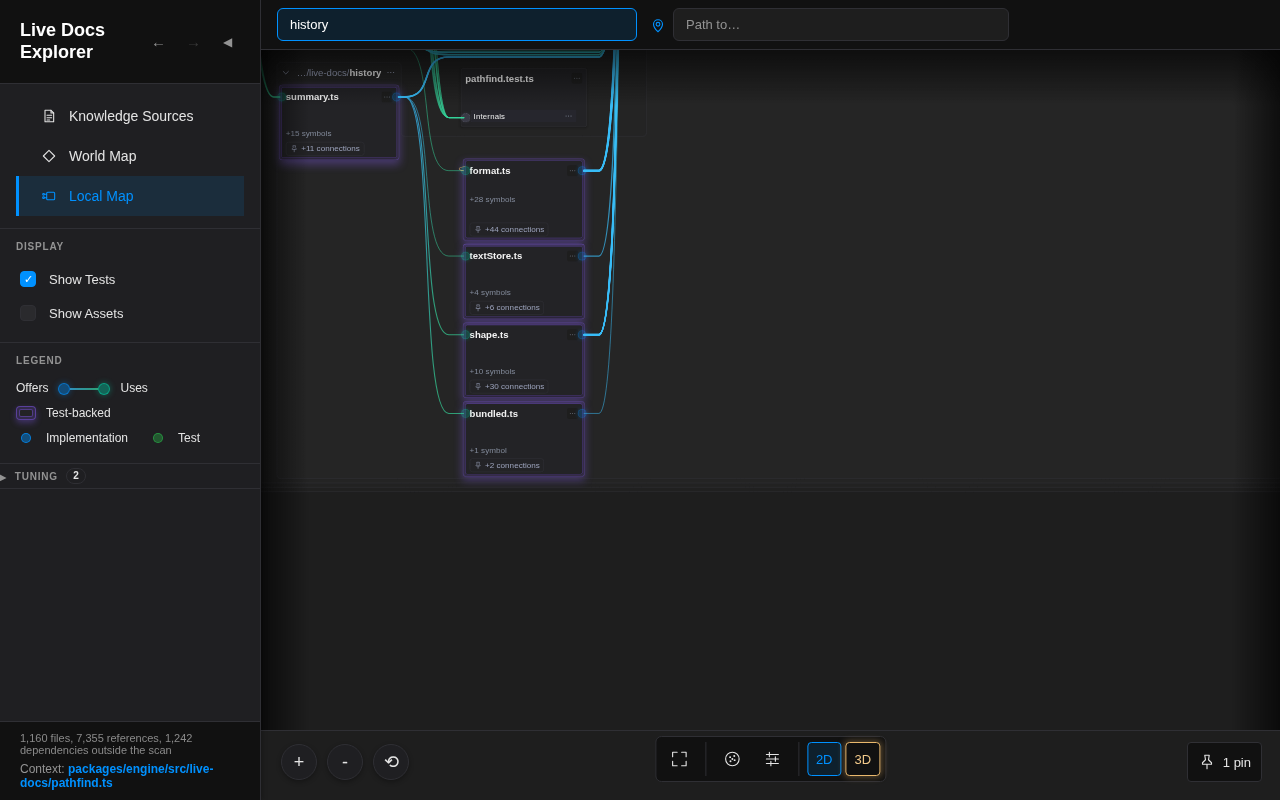 Live Docs
Explorer
← → ◀
history
Path to…
Knowledge Sources
World Map
Local Map
DISPLAY
✓ Show Tests
Show Assets
LEGEND
Offers Uses
Test-backed
Implementation Test
▶ TUNING 2
1,160 files, 7,355 references, 1,242
dependencies outside the scan
Context: packages/engine/src/live-
docs/pathfind.ts
…/live-docs/history ···
summary.ts ···
+15 symbols
+11 connections
pathfind.test.ts ···
Internals ···
format.ts ···
+28 symbols
+44 connections
textStore.ts ···
+4 symbols
+6 connections
shape.ts ···
+10 symbols
+30 connections
bundled.ts ···
+1 symbol
+2 connections
+ - ⟲
2D 3D
1 pin